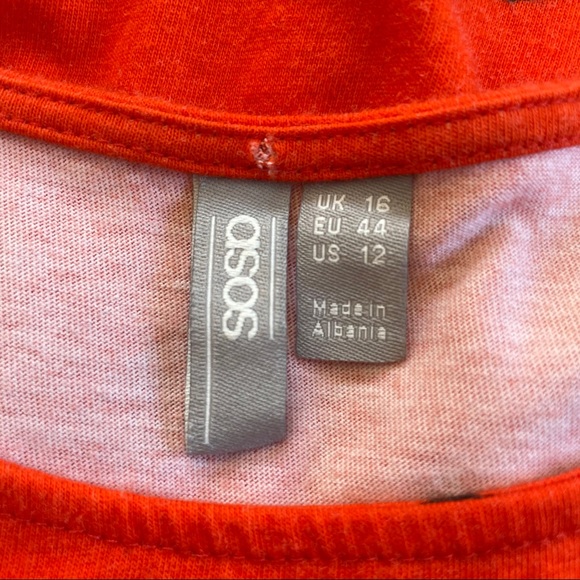 asos
UK 16
EU 44
US 12
Made in
Albania